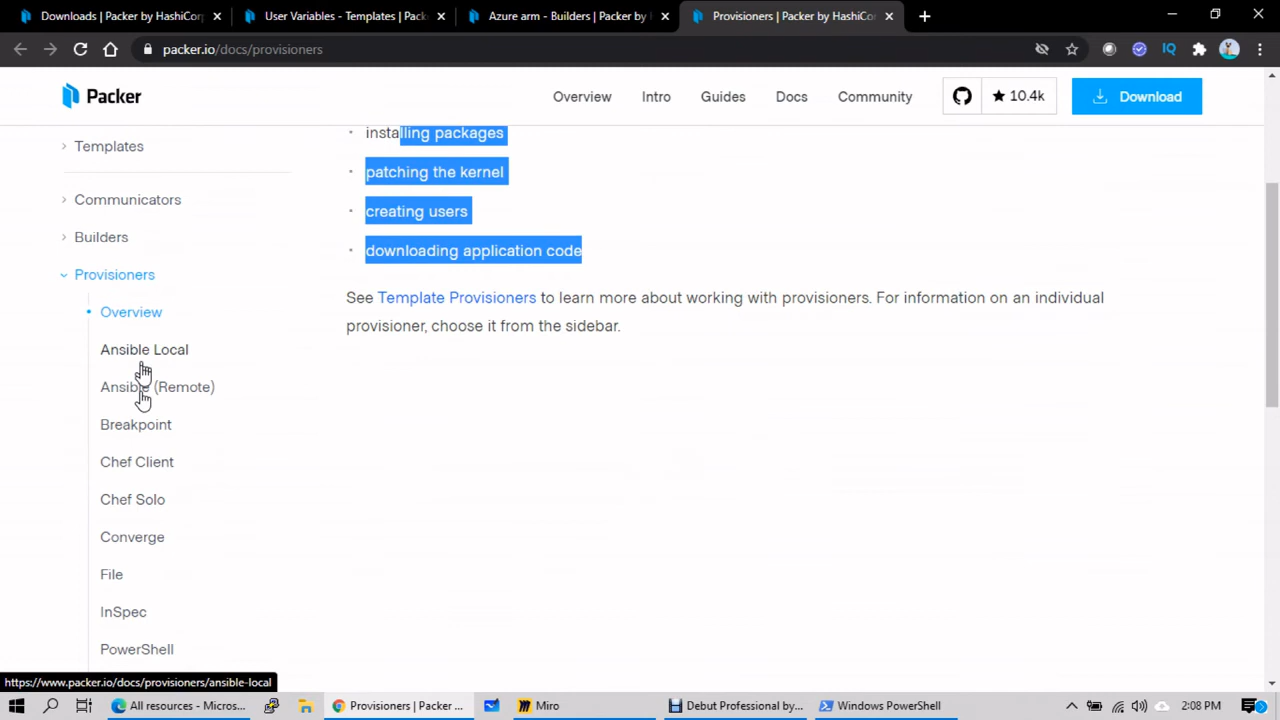 Downloads | Packer by HashiCorp
User Variables - Templates | Pack
Azure arm - Builders | Packer by
Provisioners | Packer by HashiCor
packer.io/docs/provisioners
Packer
Overview
Intro
Guides
Docs
Community
10.4k
Download
Templates
Communicators
Builders
Provisioners
Overview
Ansible Local
Ansible (Remote)
Breakpoint
Chef Client
Chef Solo
Converge
File
InSpec
PowerShell
installing packages
patching the kernel
creating users
downloading application code
See Template Provisioners to learn more about working with provisioners. For information on an individual
provisioner, choose it from the sidebar.
https://www.packer.io/docs/provisioners/ansible-local
All resources - Micros...
Provisioners | Packer ...
Miro
Debut Professional by...
Windows PowerShell
2:08 PM